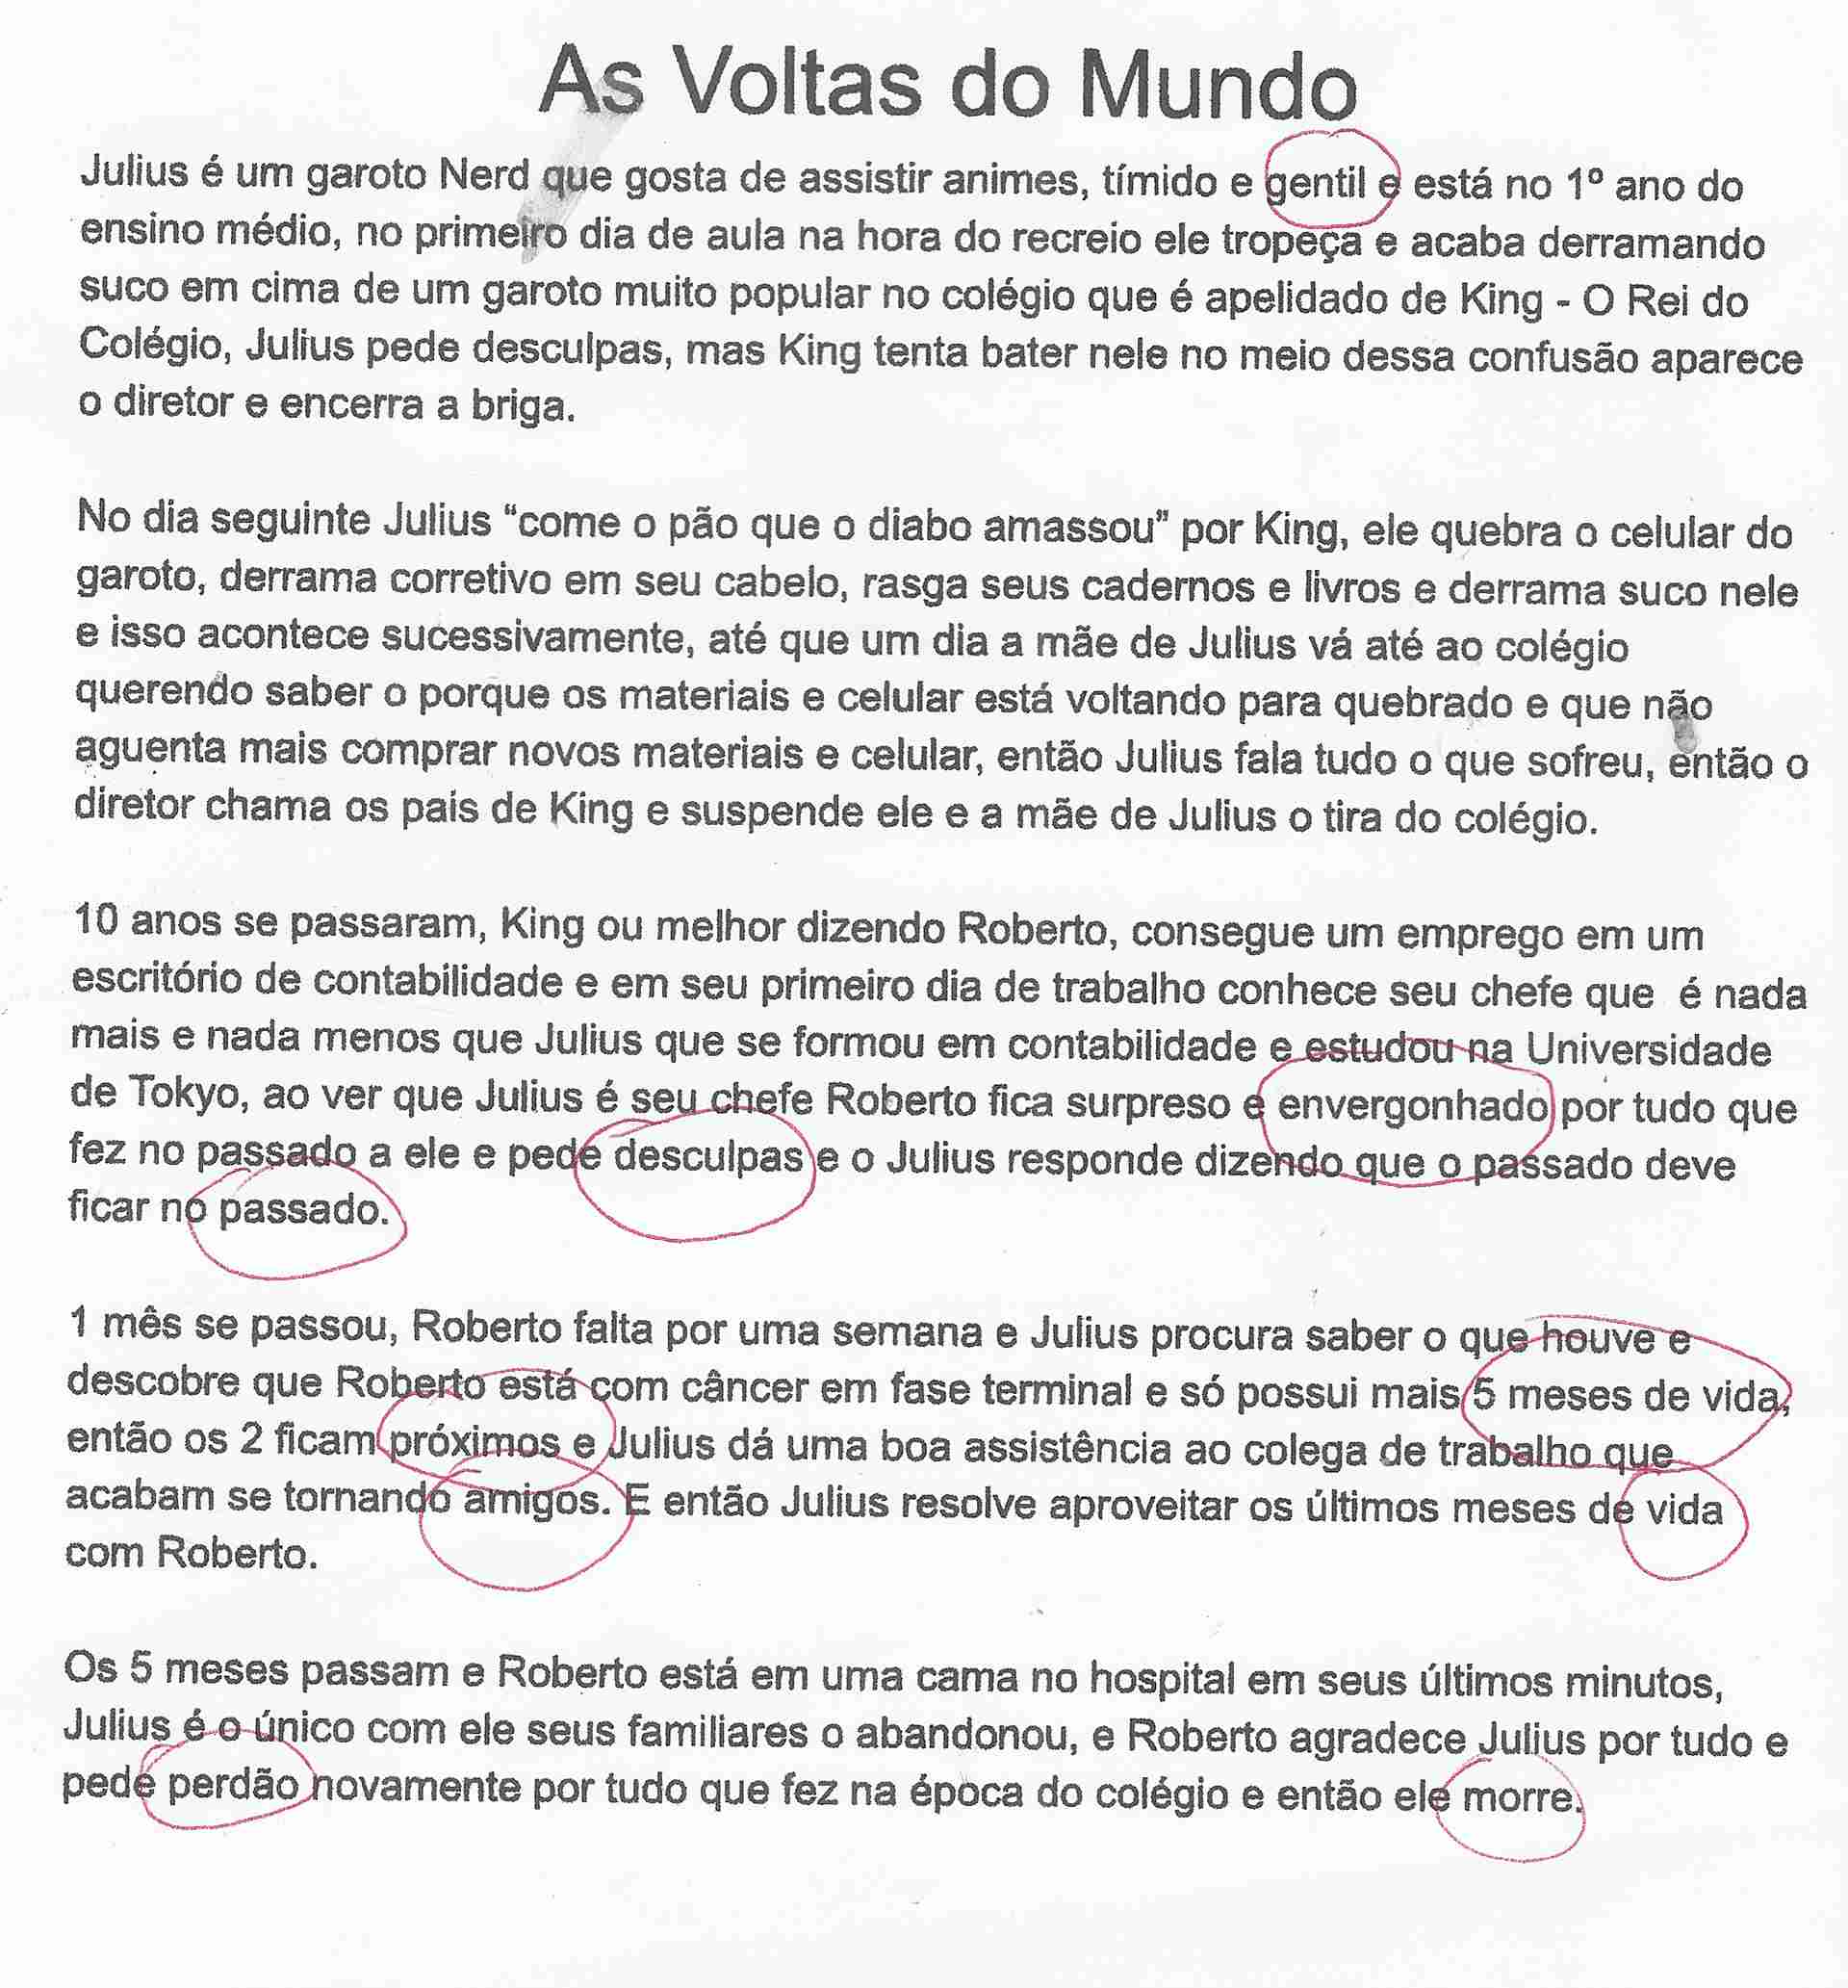 As Voltas do Mundo
Julius é um garoto Nerd que gosta de assistir animes, tímido e gentil e está no 1º ano do
ensino médio, no primeiro dia de aula na hora do recreio ele tropeça e acaba derramando
suco em cima de um garoto muito popular no colégio que é apelidado de King - O Rei do
Colégio, Julius pede desculpas, mas King tenta bater nele no meio dessa confusão aparece
o diretor e encerra a briga.
No dia seguinte Julius “come o pão que o diabo amassou” por King, ele quebra o celular do
garoto, derrama corretivo em seu cabelo, rasga seus cadernos e livros e derrama suco nele
e isso acontece sucessivamente, até que um dia a mãe de Julius vá até ao colégio
querendo saber o porque os materiais e celular está voltando para quebrado e que não
aguenta mais comprar novos materiais e celular, então Julius fala tudo o que sofreu, então o
diretor chama os pais de King e suspende ele e a mãe de Julius o tira do colégio.
10 anos se passaram, King ou melhor dizendo Roberto, consegue um emprego em um
escritório de contabilidade e em seu primeiro dia de trabalho conhece seu chefe que é nada
mais e nada menos que Julius que se formou em contabilidade e estudou na Universidade
de Tokyo, ao ver que Julius é seu chefe Roberto fica surpreso e envergonhado por tudo que
fez no passado a ele e pede desculpas e o Julius responde dizendo que o passado deve
ficar no passado.
1 mês se passou, Roberto falta por uma semana e Julius procura saber o que houve e
descobre que Roberto está com câncer em fase terminal e só possui mais 5 meses de vida,
então os 2 ficam próximos e Julius dá uma boa assistência ao colega de trabalho que
acabam se tornando amigos. E então Julius resolve aproveitar os últimos meses de vida
com Roberto.
Os 5 meses passam e Roberto está em uma cama no hospital em seus últimos minutos,
Julius é o único com ele seus familiares o abandonou, e Roberto agradece Julius por tudo e
pede perdão novamente por tudo que fez na época do colégio e então ele morre.